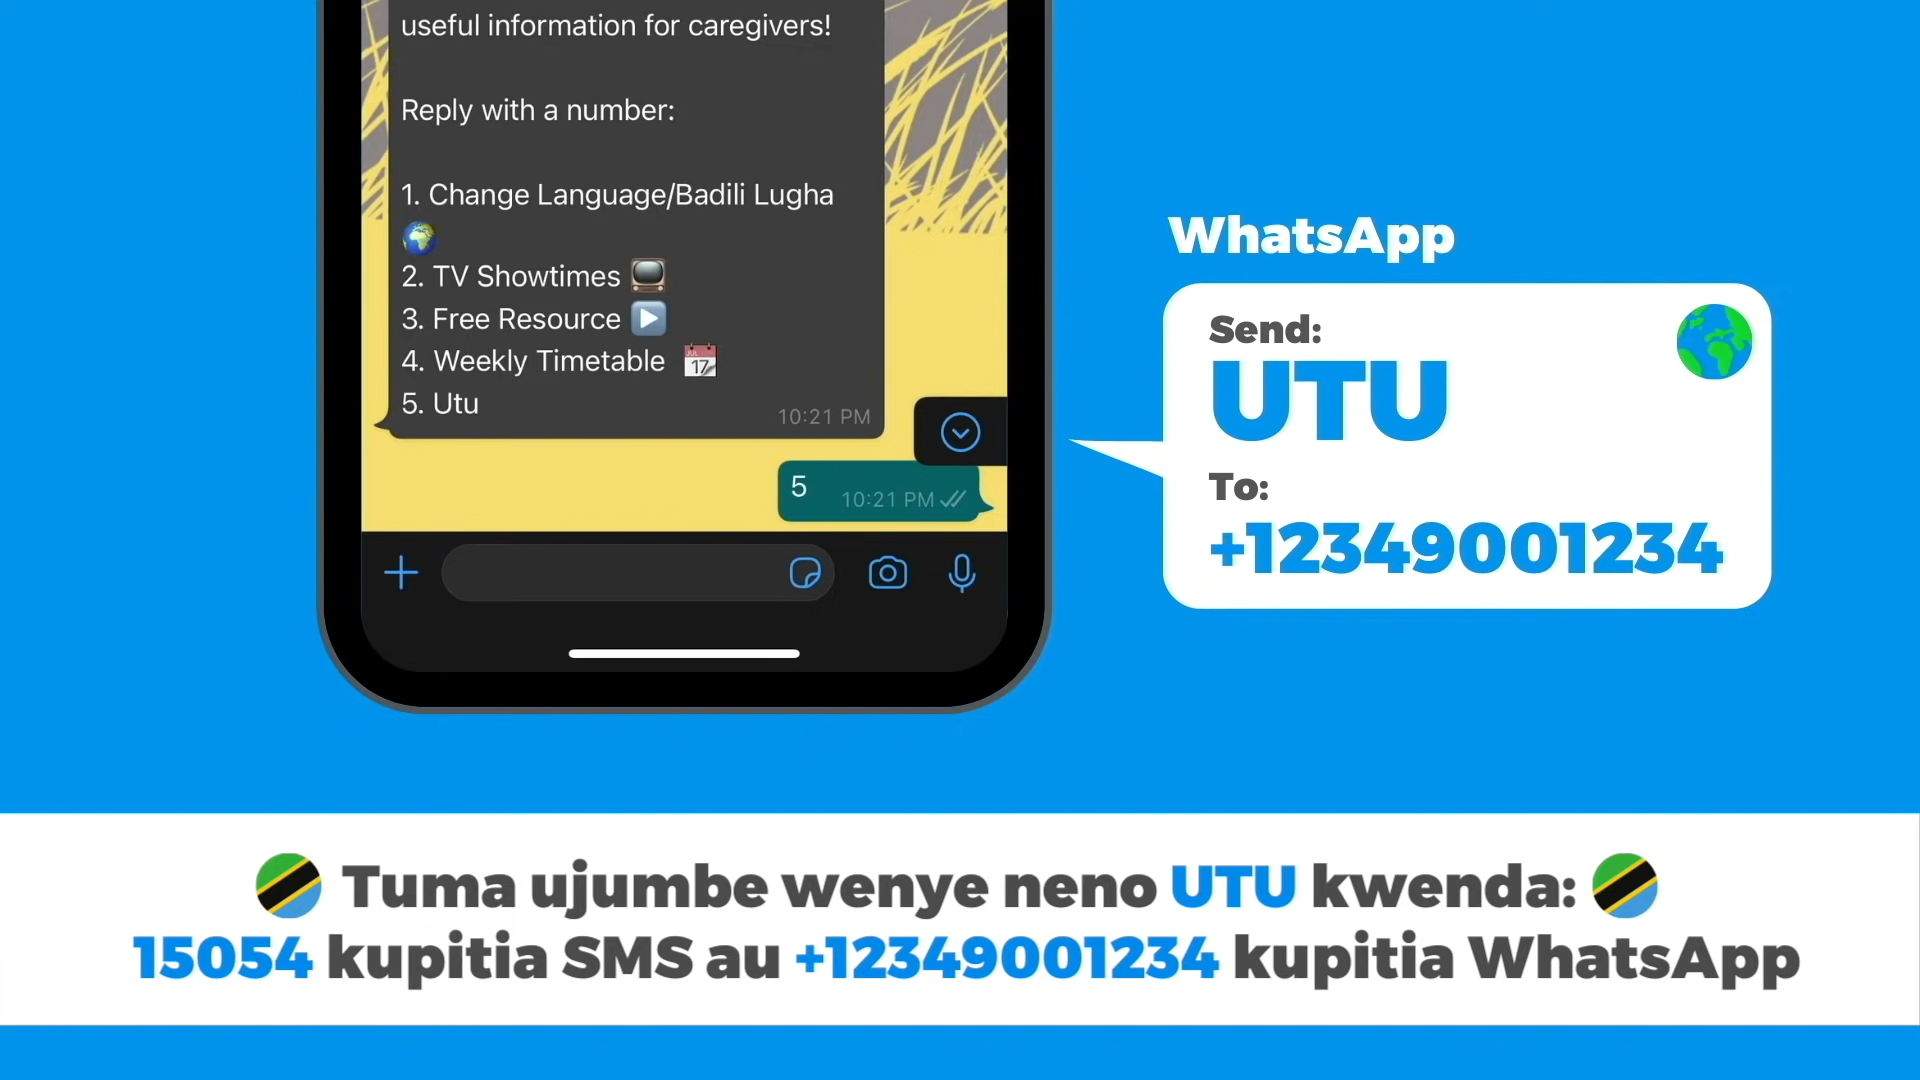 useful information for caregivers!
Reply with a number:
1. Change Language/Badili Lugha
🌍
2. TV Showtimes 📺
3. Free Resource ▶️
4. Weekly Timetable 📅
5. Utu
10:21 PM
5
10:21 PM
WhatsApp
Send:
UTU
To:
+12349001234
Tuma ujumbe wenye neno UTU kwenda:
15054 kupitia SMS au +12349001234 kupitia WhatsApp